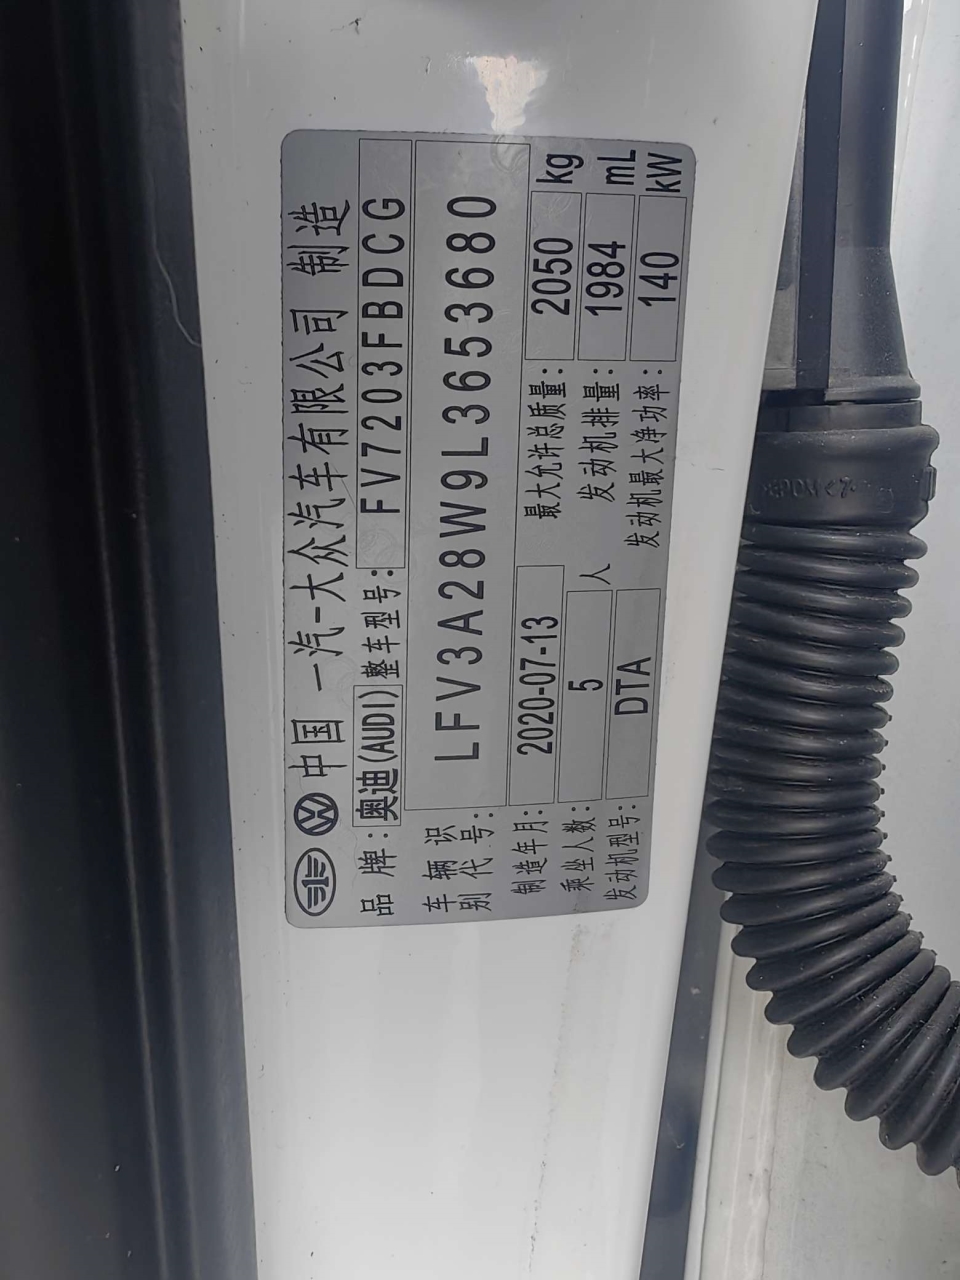 中国 一汽-大众汽车有限公司 制造
品牌: 奥迪(AUDI) 整车型号: FV7203FBDCG
车辆识别代号: LFV3A28W9L3653680
制造年月: 2020-07-13 最大允许总质量: 2050 kg
乘坐人数: 5 人 发动机排量: 1984 mL
发动机型号: DTA 发动机最大净功率: 140 kW